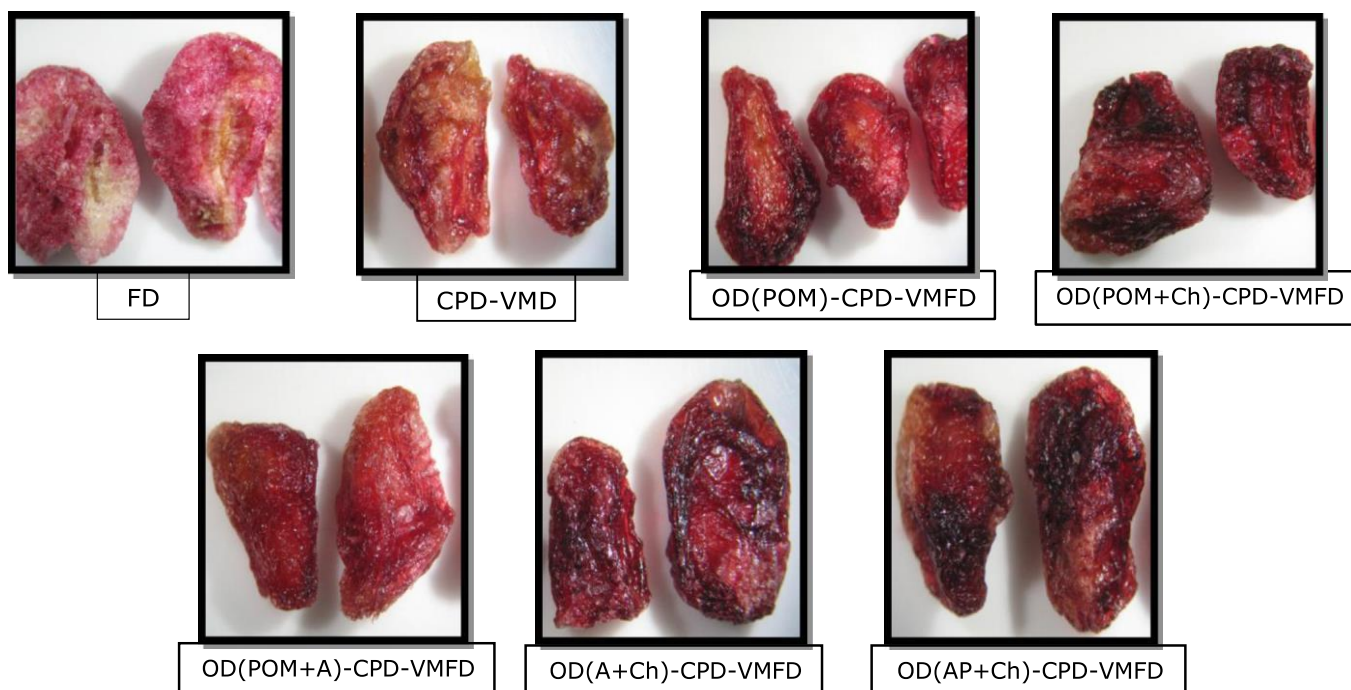 FD
CPD-VMD
OD(POM)-CPD-VMFD
OD(POM+Ch)-CPD-VMFD
OD(POM+A)-CPD-VMFD
OD(A+Ch)-CPD-VMFD
OD(AP+Ch)-CPD-VMFD